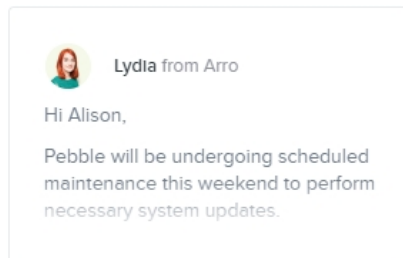 Lydia from Arro
Hi Alison,
Pebble will be undergoing scheduled
maintenance this weekend to perform
necessary system updates.